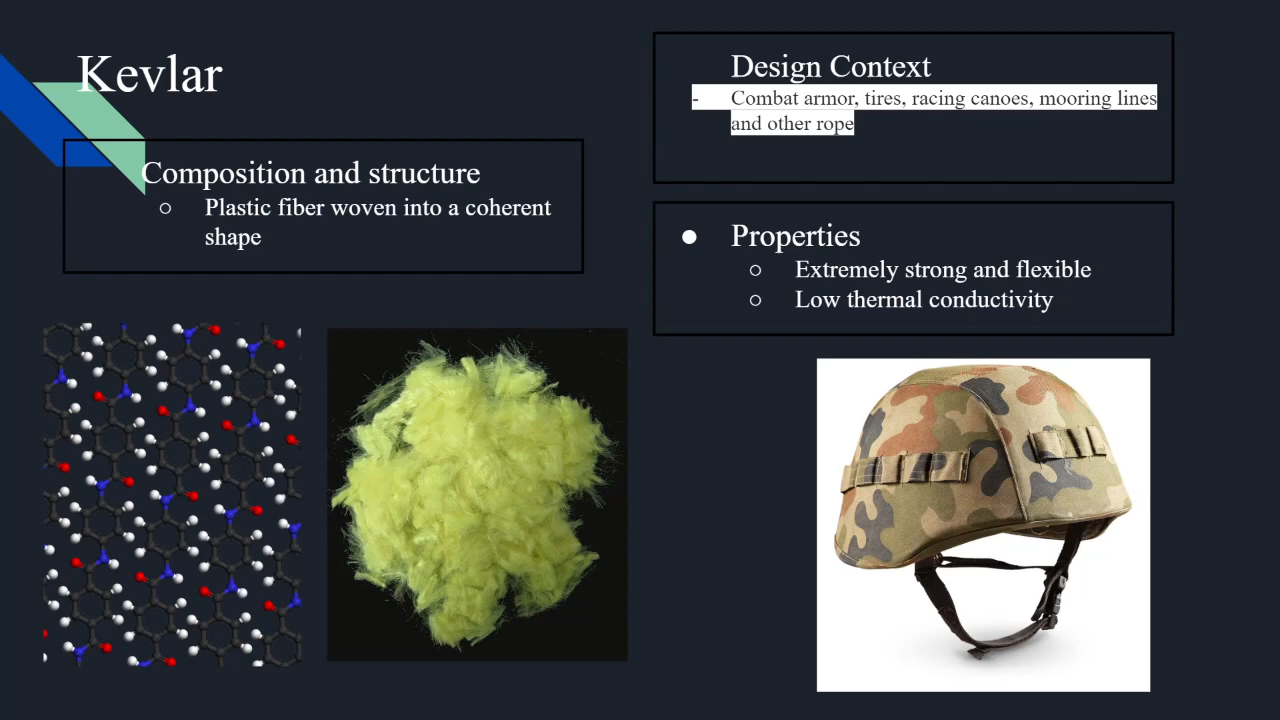 Kevlar
Composition and structure
○ Plastic fiber woven into a coherent
shape
Design Context
- Combat armor, tires, racing canoes, mooring lines
and other rope
● Properties
○ Extremely strong and flexible
○ Low thermal conductivity